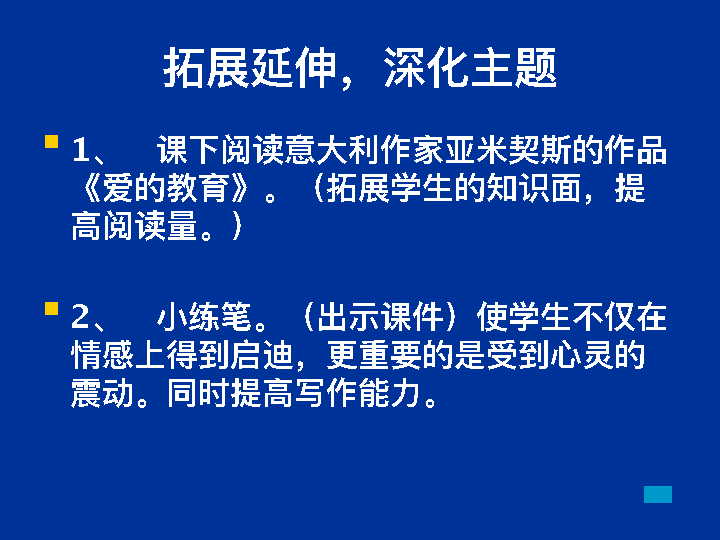 拓展延伸，深化主题
1、　课下阅读意大利作家亚米契斯的作品
《爱的教育》。（拓展学生的知识面，提
高阅读量。）
2、　小练笔。（出示课件）使学生不仅在
情感上得到启迪，更重要的是受到心灵的
震动。同时提高写作能力。